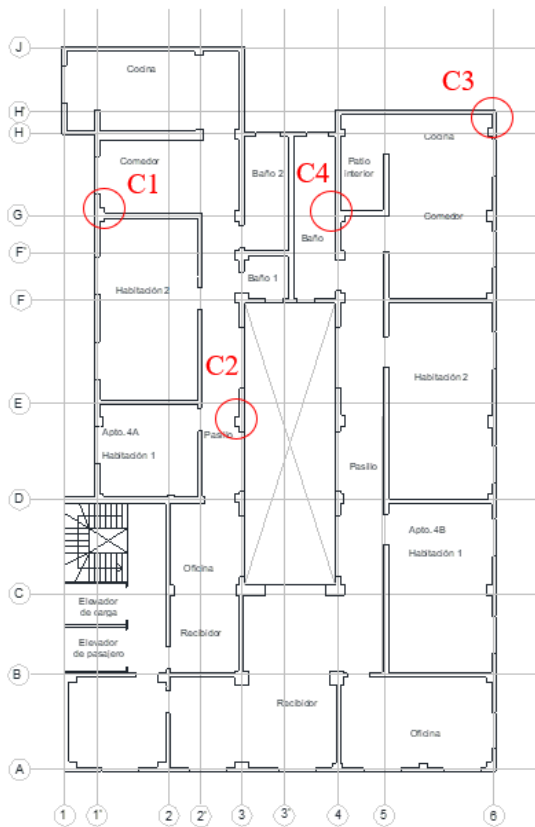 J
Cocina
C3
H'
H
Cocina
Comedor
Baño 2
C4
Patio
interior
C1
G
Comedor
Baño
F'
Baño 1
Habitación 2
F
C2
Habitación 2
E
Apto. 4A
Pasillo
Habitación 1
Pasillo
D
Apto. 4B
Habitación 1
Oficina
C
Elevador
de carga
Recibidor
Elevador
de pasajero
B
Recibidor
Oficina
A
1
1'
2
2'
3
3'
4
5
6